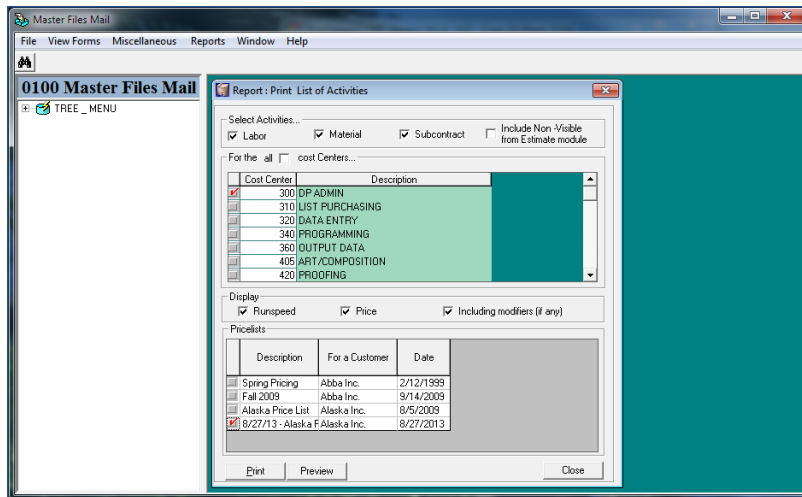 Master Files Mail
File View Forms Miscellaneous Reports Window Help
0100 Master Files Mail
TREE _ MENU
Report : Print List of Activities
Select Activities...
Labor Material Subcontract Include Non -Visible
from Estimate module
For the all cost Centers...
Cost Center Description
300 DP ADMIN
310 LIST PURCHASING
320 DATA ENTRY
340 PROGRAMMING
360 OUTPUT DATA
405 ART/COMPOSITION
420 PROOFING
Display
Runspeed Price Including modifiers (if any)
Pricelists
Description For a Customer Date
Spring Pricing Abba Inc. 2/12/1999
Fall 2009 Abba Inc. 9/14/2009
Alaska Price List Alaska Inc. 8/5/2009
8/27/13 - Alaska F Alaska Inc. 8/27/2013
Print Preview Close